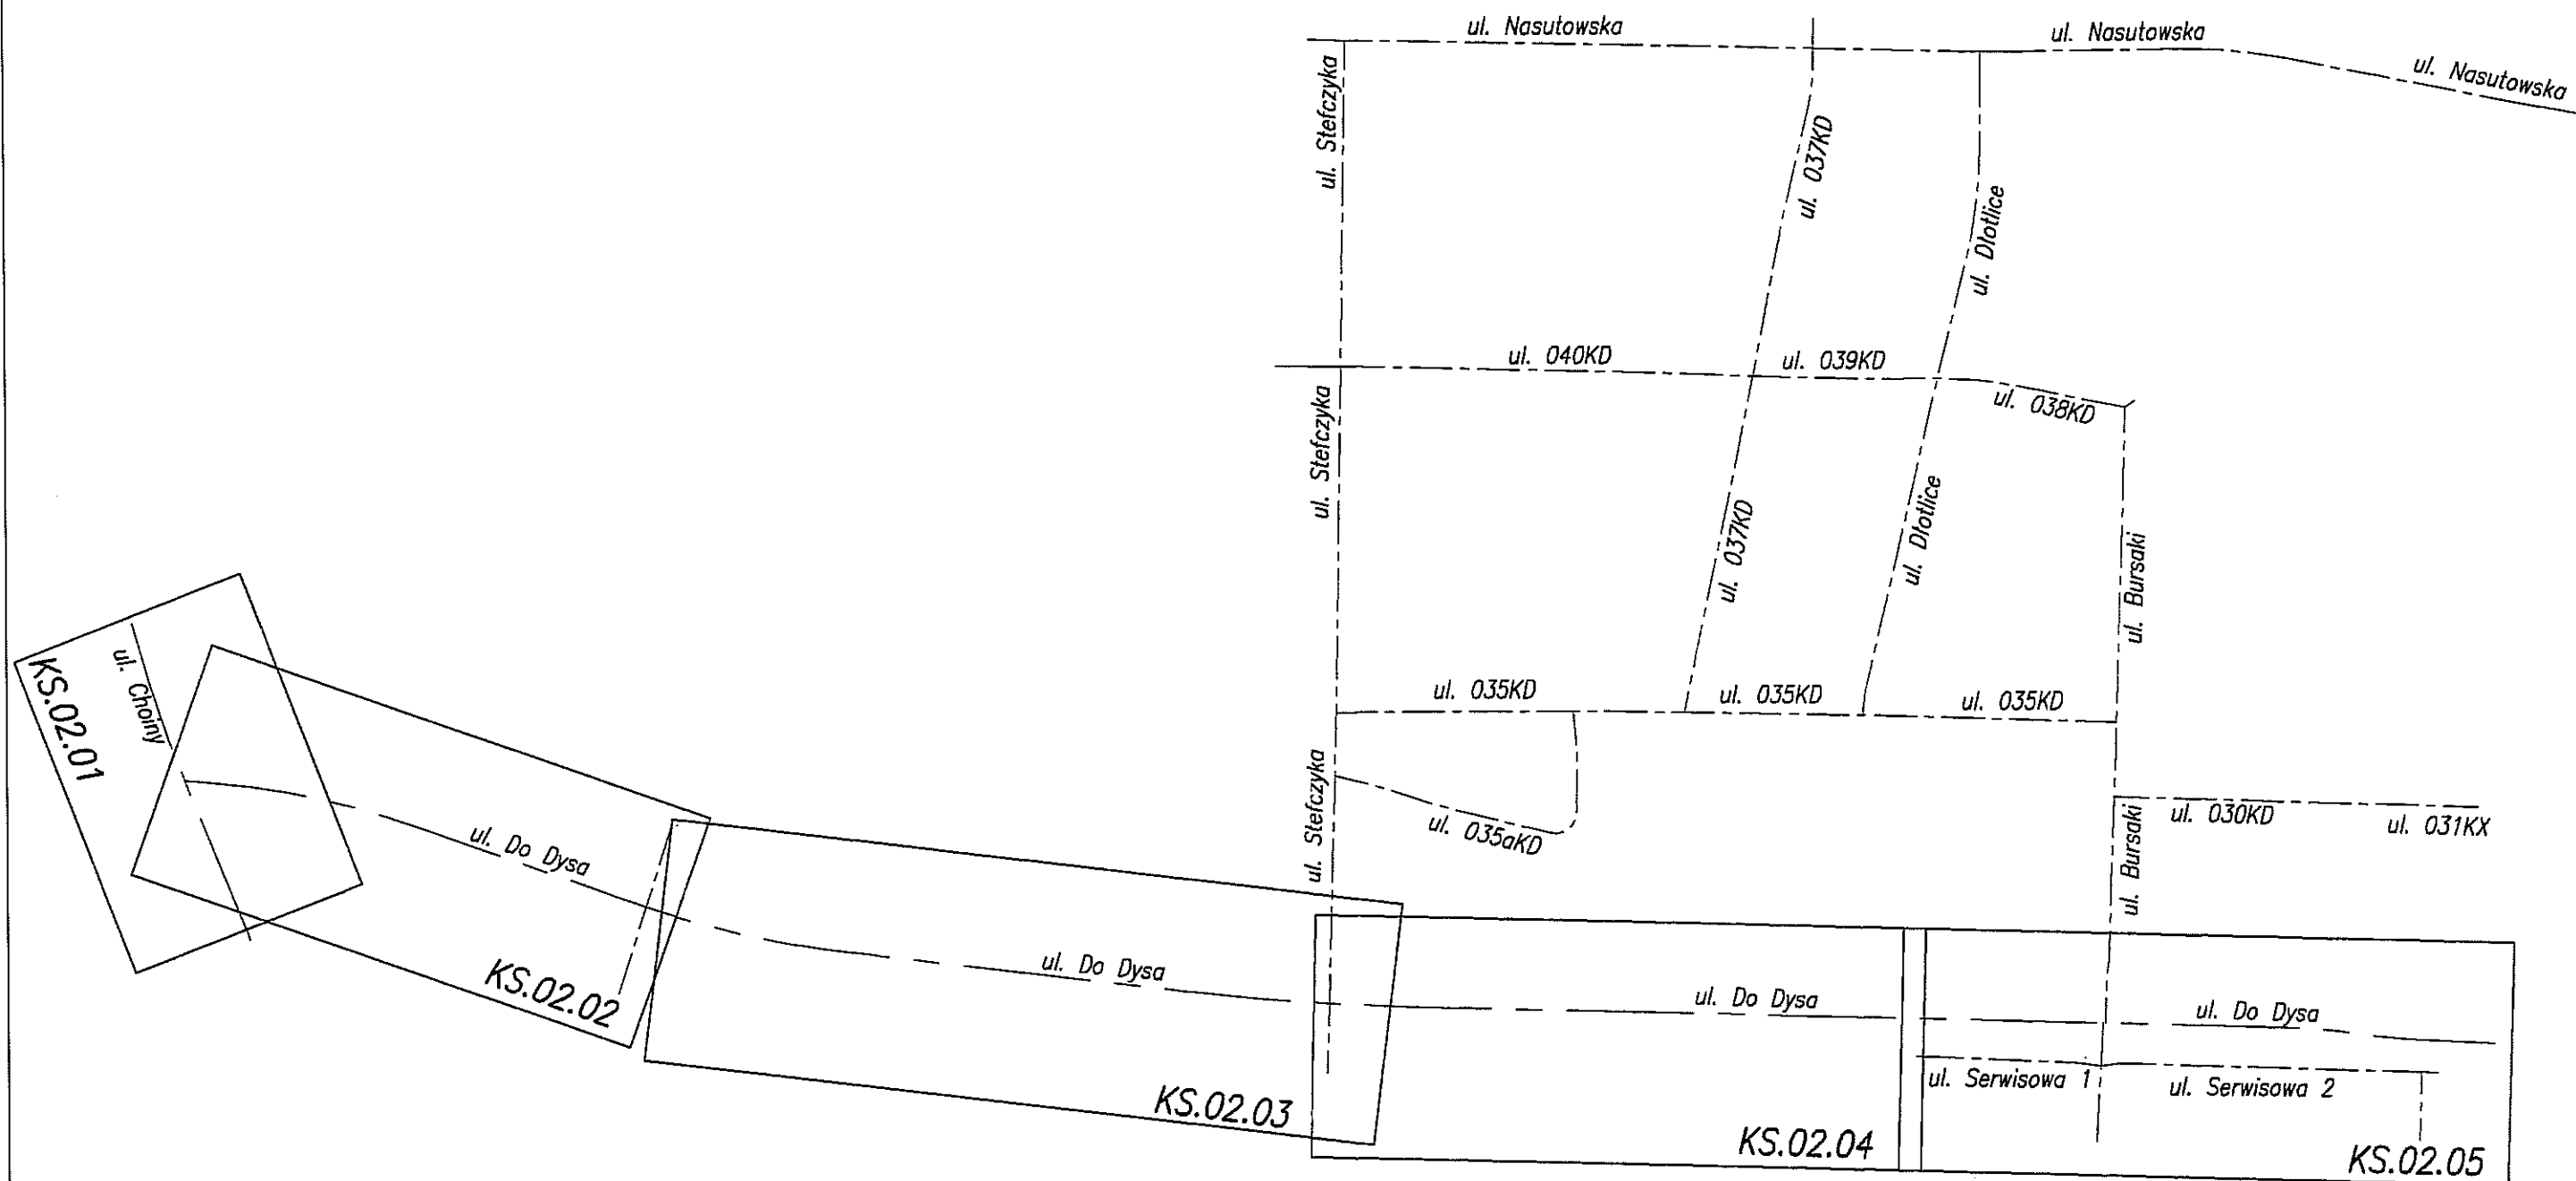 ul. Nasutowska
ul. Nasutowska
ul. Nasutowska
ul. Stefczyka
ul. 037KD
ul. Dłotlice
ul. 040KD
ul. 039KD
ul. 038KD
ul. Stefczyka
ul. 037KD
ul. Dłotlice
ul. Bursaki
ul. Choiny
KS.02.01
ul. 035KD
ul. 035KD
ul. 035KD
ul. Stefczyka
ul. 035aKD
ul. Bursaki
ul. 030KD
ul. 031KX
ul. Do Dysa
KS.02.02
ul. Do Dysa
KS.02.03
ul. Do Dysa
KS.02.04
ul. Do Dysa
ul. Serwisowa 1
ul. Serwisowa 2
KS.02.05